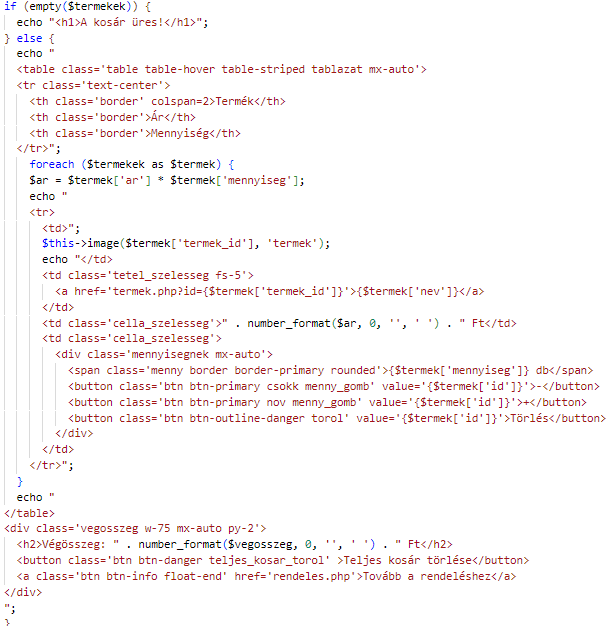 if (empty($termekek)) {
  echo "<h1>A kosár üres!</h1>";
} else {
  echo "
  <table class='table table-hover table-striped tablazat mx-auto'>
  <tr class='text-center'>
    <th class='border' colspan=2>Termék</th>
    <th class='border'>Ár</th>
    <th class='border'>Mennyiség</th>
  </tr>";
    foreach ($termekek as $termek) {
    $ar = $termek['ar'] * $termek['mennyiseg'];
    echo "
    <tr>
      <td>";
      $this->image($termek['termek_id'], 'termek');
      echo "</td>
      <td class='tetel_szelesseg fs-5'>
        <a href='termek.php?id={$termek['termek_id']}'>{$termek['nev']}</a>
      </td>
      <td class='cella_szelesseg'>" . number_format($ar, 0, '', ' ') . " Ft</td>
      <td class='cella_szelesseg'>
        <div class='mennyisegnek mx-auto'>
          <span class='menny border border-primary rounded'>{$termek['mennyiseg']} db</span>
          <button class='btn btn-primary csokk menny_gomb' value='{$termek['id']}'>-</button>
          <button class='btn btn-primary nov menny_gomb' value='{$termek['id']}'>+</button>
          <button class='btn btn-outline-danger torol' value='{$termek['id']}'>Törlés</button>
        </div>
      </td>
    </tr>";
  }
  echo "
</table>
<div class='vegosszeg w-75 mx-auto py-2'>
  <h2>Végösszeg: " . number_format($vegosszeg, 0, '', ' ') . " Ft</h2>
  <button class='btn btn-danger teljes_kosar_torol' >Teljes kosár törlése</button>
  <a class='btn btn-info float-end' href='rendeles.php'>Tovább a rendeléshez</a>
</div>
";
}